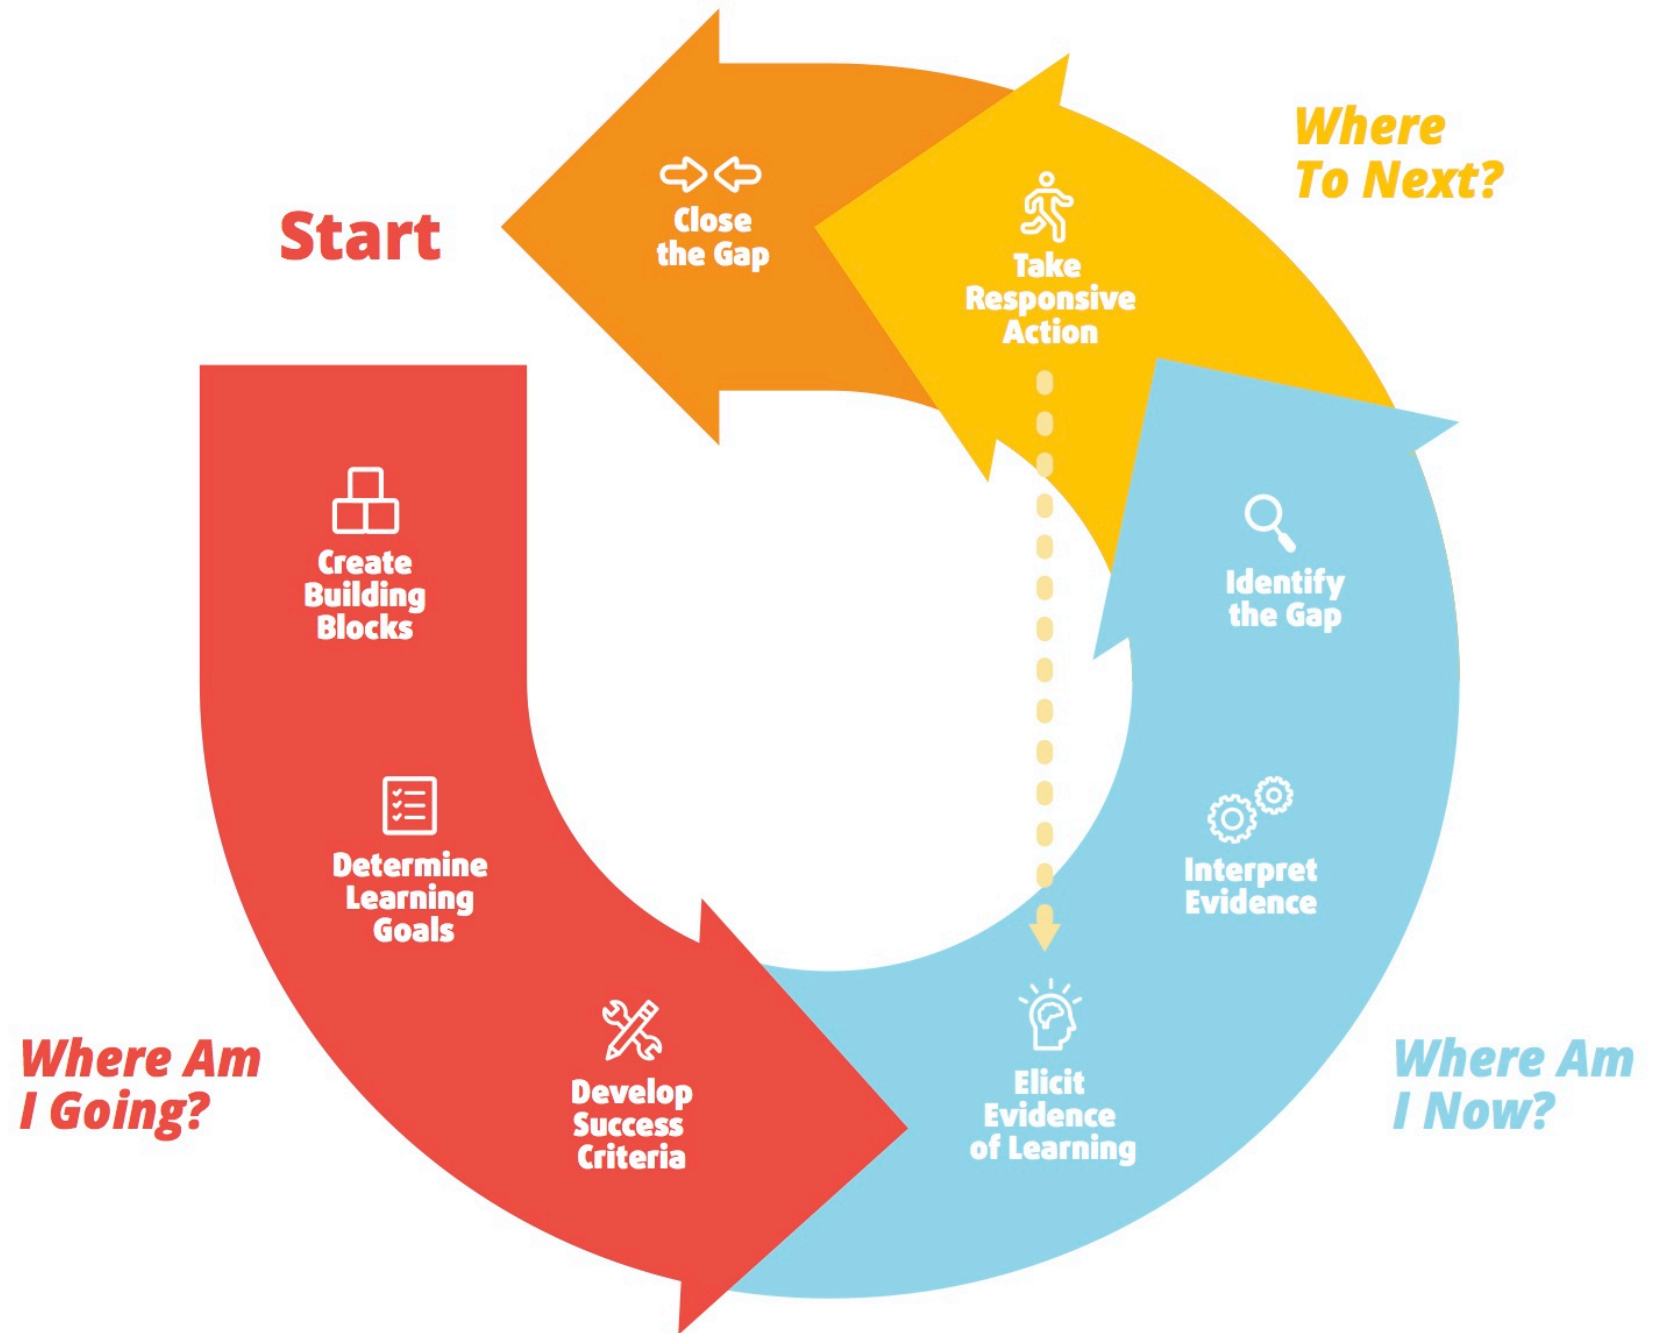 Start
Create
Building
Blocks
Determine
Learning
Goals
Develop
Success
Criteria
Where Am
I Going?
Elicit
Evidence
of Learning
Interpret
Evidence
Identify
the Gap
Where Am
I Now?
Take
Responsive
Action
Where
To Next?
Close
the Gap